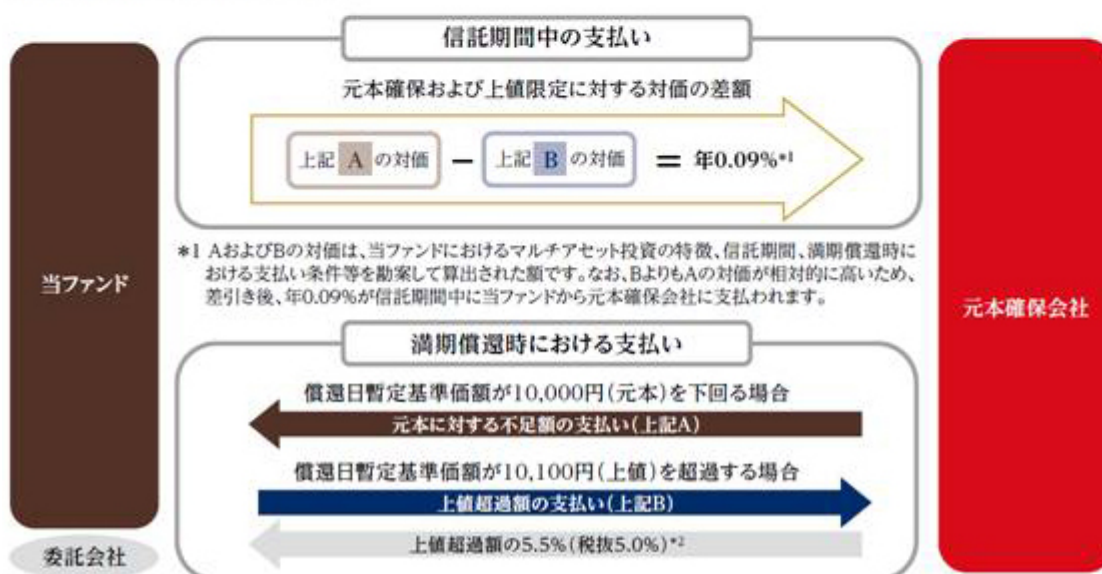 信託期間中の支払い
元本確保および上値限定に対する対価の差額
上記 A の対価 − 上記 B の対価 = 年0.09%*1
*1 AおよびBの対価は、当ファンドにおけるマルチアセット投資の特徴、信託期間、満期償還時に
おける支払い条件等を勘案して算出された額です。なお、BよりもAの対価が相対的に高いため、
差引き後、年0.09%が信託期間中に当ファンドから元本確保会社に支払われます。
当ファンド
元本確保会社
満期償還時における支払い
償還日暫定基準価額が10,000円(元本)を下回る場合
元本に対する不足額の支払い(上記A)
償還日暫定基準価額が10,100円(上値)を超過する場合
上値超過額の支払い(上記B)
上値超過額の5.5%(税抜5.0%)*2
委託会社